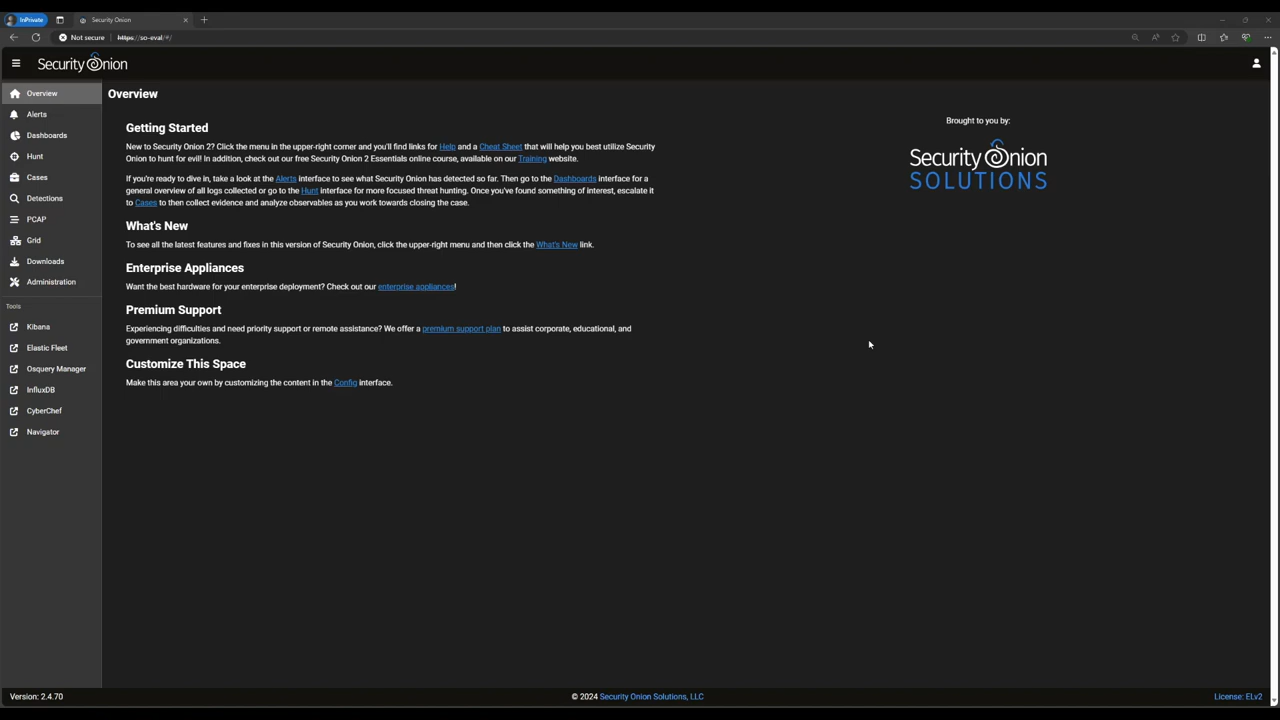 InPrivate
Security Onion
Not secure
https://so-eval/#/
Security Onion
Overview
Alerts
Dashboards
Hunt
Cases
Detections
PCAP
Grid
Downloads
Administration
Tools
Kibana
Elastic Fleet
Osquery Manager
InfluxDB
CyberChef
Navigator
Overview
Getting Started
New to Security Onion 2? Click the menu in the upper-right corner and you'll find links for Help and a Cheat Sheet that will help you best utilize Security
Onion to hunt for evil! In addition, check out our free Security Onion 2 Essentials online course, available on our Training website.
If you're ready to dive in, take a look at the Alerts interface to see what Security Onion has detected so far. Then go to the Dashboards interface for a
general overview of all logs collected or go to the Hunt interface for more focused threat hunting. Once you've found something of interest, escalate it
to Cases to then collect evidence and analyze observables as you work towards closing the case.
What's New
To see all the latest features and fixes in this version of Security Onion, click the upper-right menu and then click the What's New link.
Enterprise Appliances
Want the best hardware for your enterprise deployment? Check out our enterprise appliances!
Premium Support
Experiencing difficulties and need priority support or remote assistance? We offer a premium support plan to assist corporate, educational, and
government organizations.
Customize This Space
Make this area your own by customizing the content in the Config interface.
Brought to you by:
Security Onion
SOLUTIONS
Version: 2.4.70
© 2024 Security Onion Solutions, LLC
License: ELv2